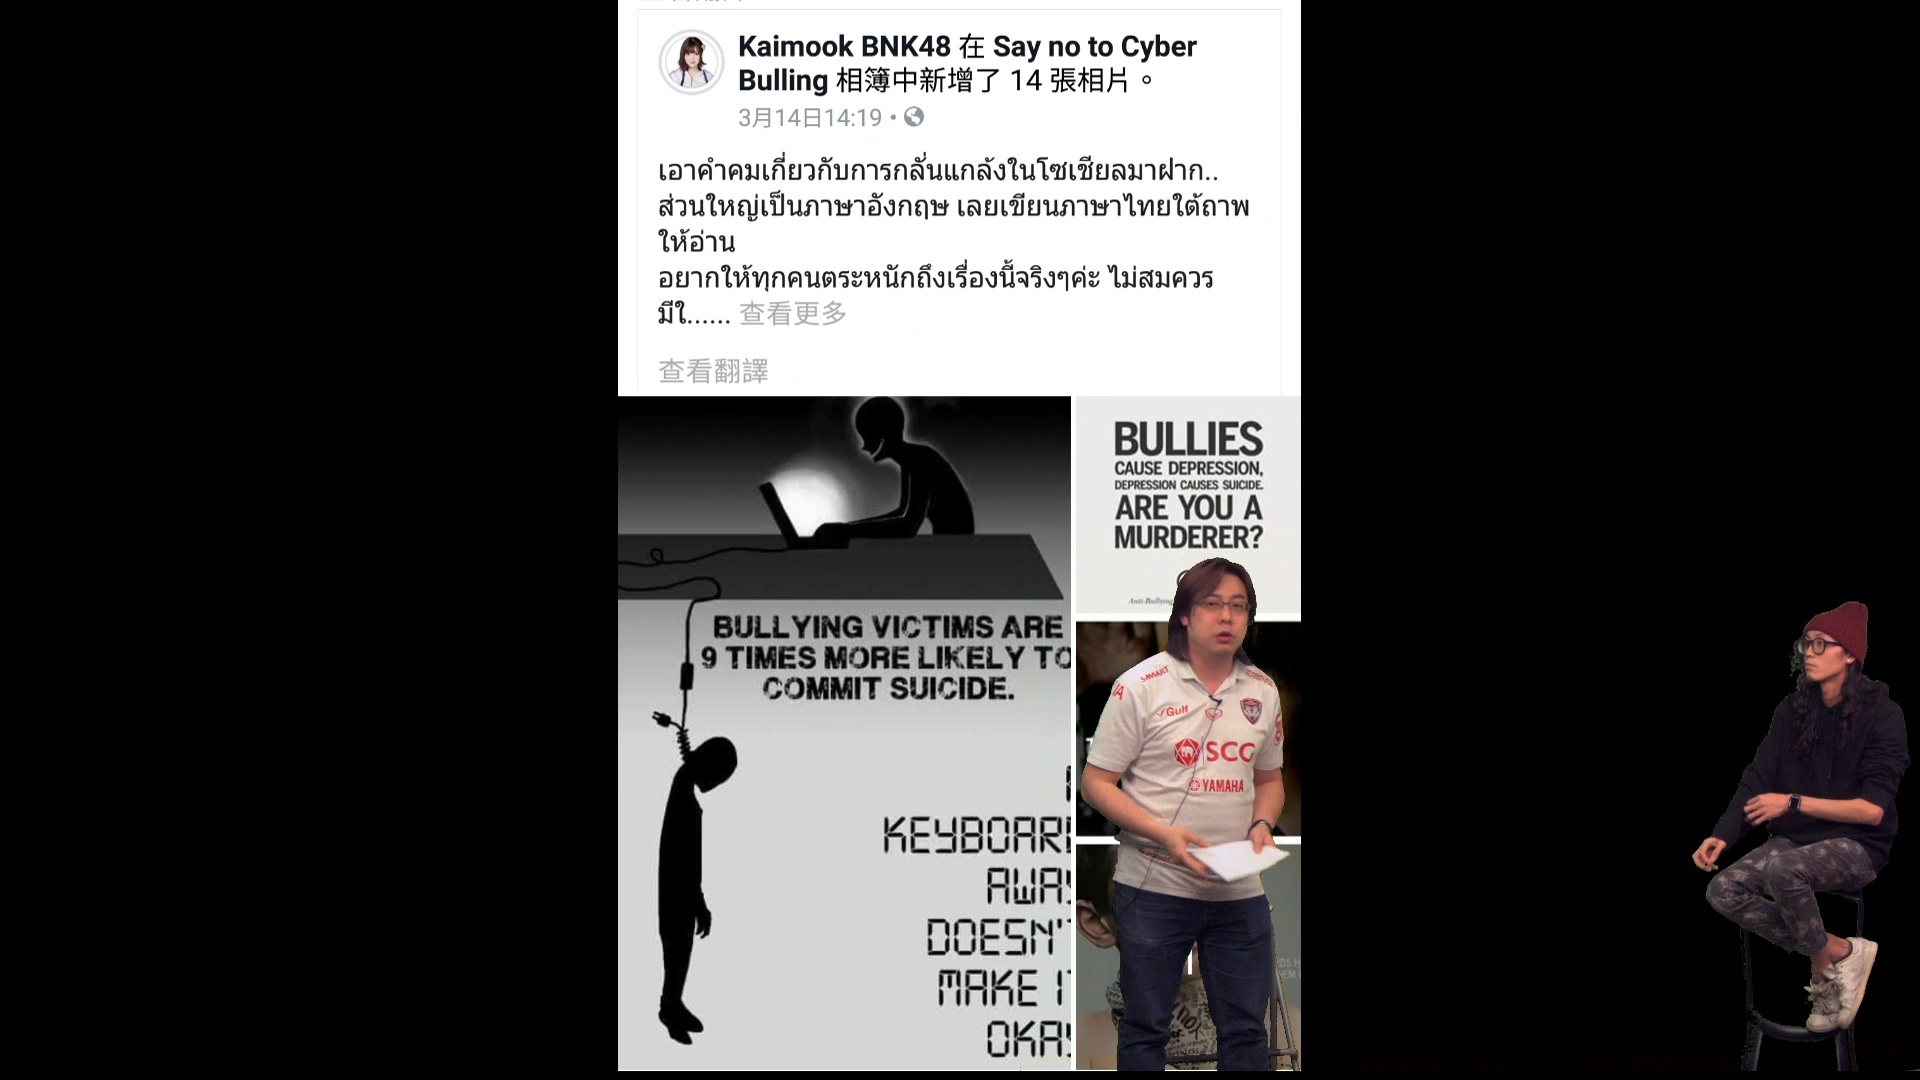 Kaimook BNK48 在 Say no to Cyber
Bulling 相簿中新增了 14 張相片。
3月14日14:19
เอาคำคมเกี่ยวกับการกลั่นแกล้งในโซเชียลมาฝาก..
ส่วนใหญ่เป็นภาษาอังกฤษ เลยเขียนภาษาไทยใต้ถาพ
ให้อ่าน
อยากให้ทุกคนตระหนักถึงเรื่องนี้จริงๆค่ะ ไม่สมควร
มีใ...... 查看更多
查看翻譯
BULLYING VICTIMS ARE
9 TIMES MORE LIKELY TO
COMMIT SUICIDE.
KEYBOARD
AWAY
DOESN'T
MAKE IT
OKAY
BULLIES
CAUSE DEPRESSION,
DEPRESSION CAUSES SUICIDE.
ARE YOU A
MURDERER?
Anti-Bullying
SMART
Gulf
SCG
YAMAHA